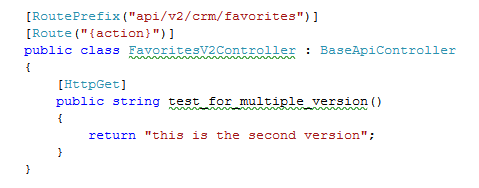 [RoutePrefix("api/v2/crm/favorites")]
[Route("{action}")]
public class FavoritesV2Controller : BaseApiController
{
[HttpGet]
public string test_for_multiple_version()
{
return "this is the second version";
}
}